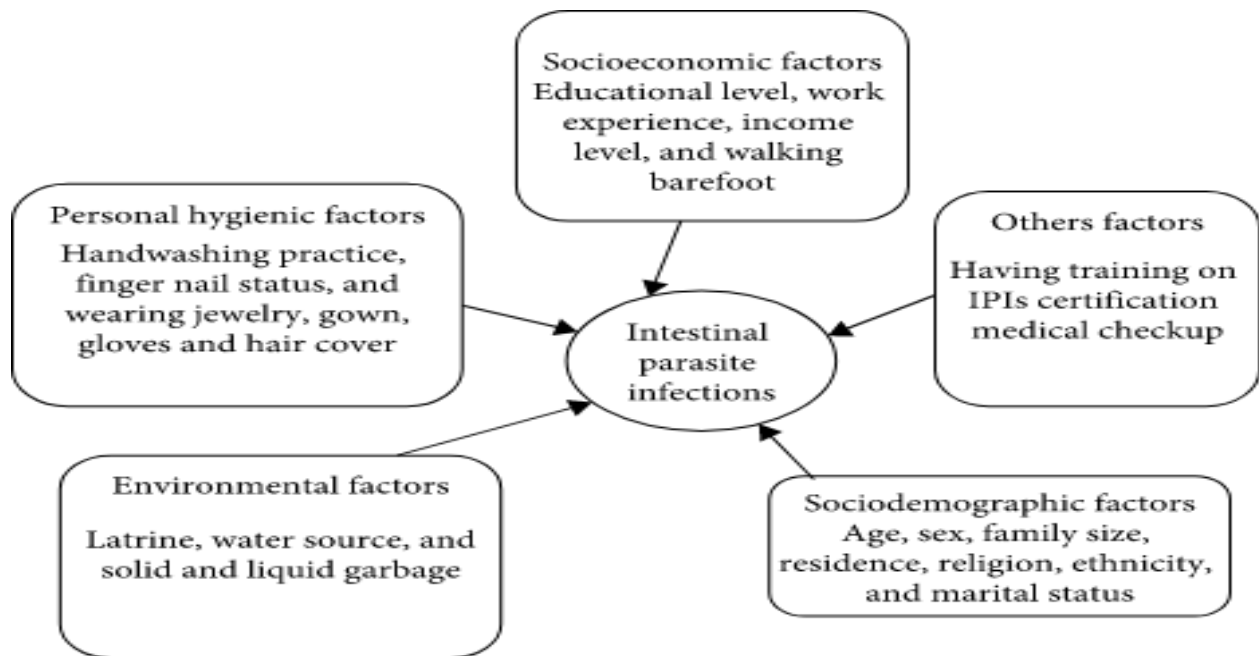 Socioeconomic factors
Educational level, work
experience, income
level, and walking
barefoot
Personal hygienic factors
Handwashing practice,
finger nail status, and
wearing jewelry, gown,
gloves and hair cover
Others factors
Having training on
IPIs certification
medical checkup
Intestinal
parasite
infections
Environmental factors
Latrine, water source, and
solid and liquid garbage
Sociodemographic factors
Age, sex, family size,
residence, religion, ethnicity,
and marital status